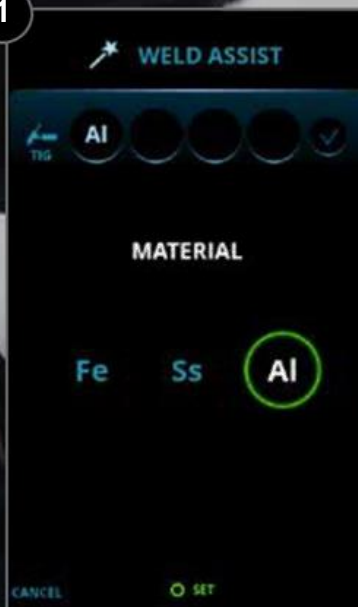 1
WELD ASSIST
TIG
Al
MATERIAL
Fe Ss Al
CANCEL SET